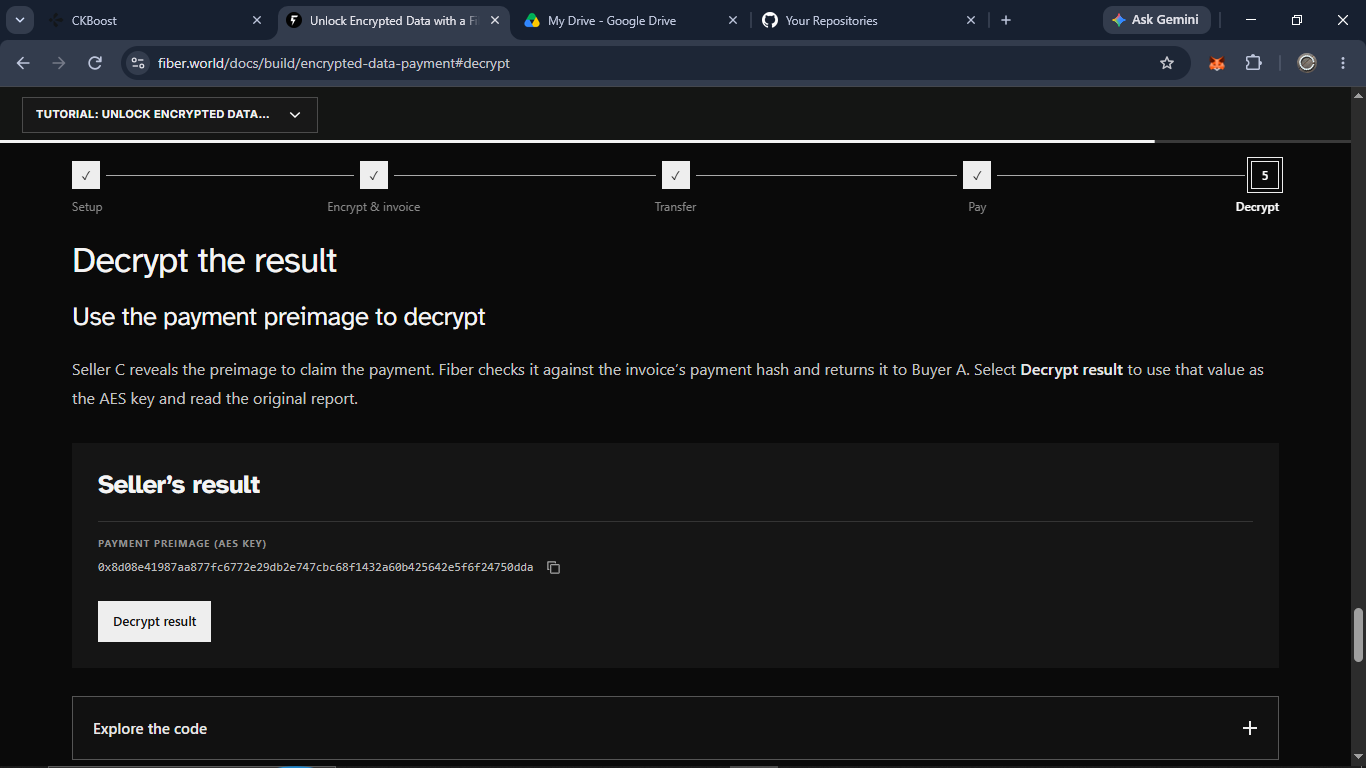 CKBoost
Unlock Encrypted Data with a Fi
My Drive - Google Drive
Your Repositories
Ask Gemini
fiber.world/docs/build/encrypted-data-payment#decrypt
TUTORIAL: UNLOCK ENCRYPTED DATA...
✓ ✓ ✓ ✓ 5
Setup
Encrypt & invoice
Transfer
Pay
Decrypt
Decrypt the result
Use the payment preimage to decrypt
Seller C reveals the preimage to claim the payment. Fiber checks it against the invoice’s payment hash and returns it to Buyer A. Select Decrypt result to use that value as
the AES key and read the original report.
Seller’s result
PAYMENT PREIMAGE (AES KEY)
0x8d08e41987aa877fc6772e29db2e747cbc68f1432a60b425642e5f6f24750dda
Decrypt result
Explore the code